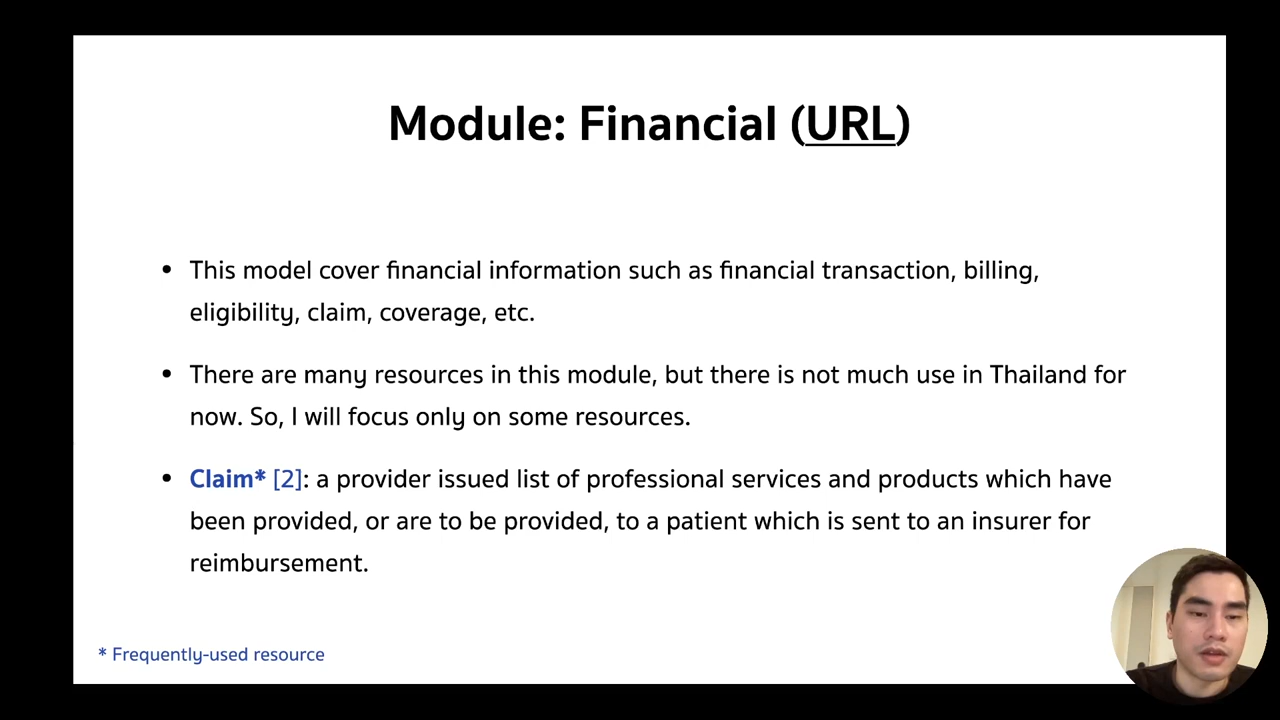 Module: Financial (URL)
• This model cover financial information such as financial transaction, billing,
eligibility, claim, coverage, etc.
• There are many resources in this module, but there is not much use in Thailand for
now. So, I will focus only on some resources.
• Claim* [2]: a provider issued list of professional services and products which have
been provided, or are to be provided, to a patient which is sent to an insurer for
reimbursement.
* Frequently-used resource